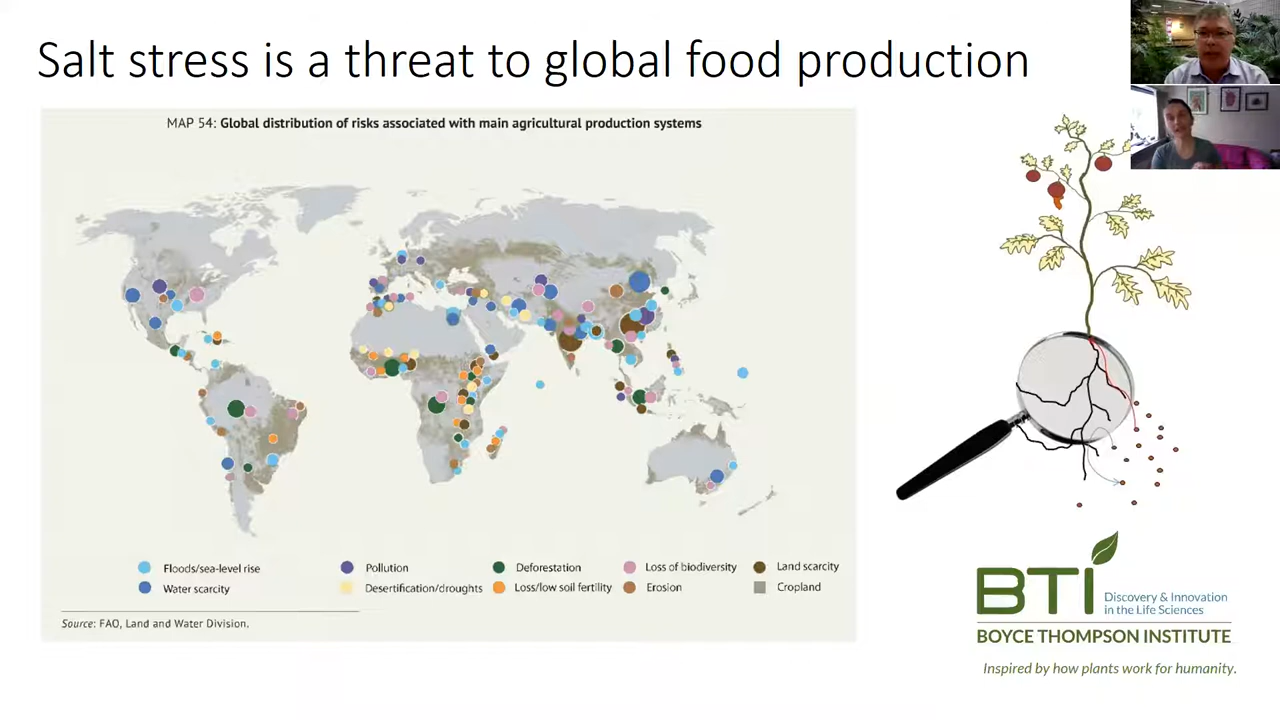 Salt stress is a threat to global food production
MAP 54: Global distribution of risks associated with main agricultural production systems
Floods/sea-level rise
Pollution
Deforestation
Loss of biodiversity
Land scarcity
Water scarcity
Desertification/droughts
Loss/low soil fertility
Erosion
Cropland
Source: FAO, Land and Water Division.
BTI
Discovery & Innovation
in the Life Sciences
BOYCE THOMPSON INSTITUTE
Inspired by how plants work for humanity.